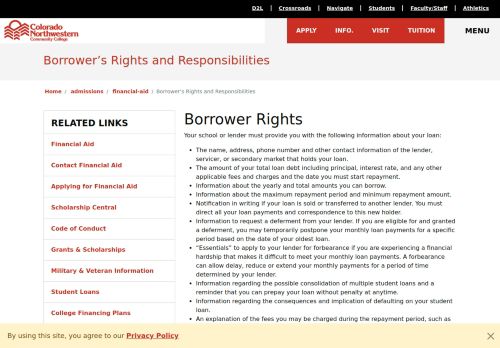 D2L | Crossroads | Navigate | Students | Faculty/Staff | Athletics
Colorado
Northwestern
Community College
APPLY INFO. VISIT TUITION MENU
Borrower's Rights and Responsibilities
Home / admissions / financial-aid / Borrower's Rights and Responsibilities
RELATED LINKS
Financial Aid
Contact Financial Aid
Applying for Financial Aid
Scholarship Central
Code of Conduct
Grants & Scholarships
Military & Veteran Information
Student Loans
College Financing Plans
Borrower Rights
Your school or lender must provide you with the following information about your loan:
• The name, address, phone number and other contact information of the lender,
servicer, or secondary market that holds your loan.
• The amount of your total loan debt including principal, interest rate, and any other
applicable fees and charges and the date you must start repayment.
• Information about the yearly and total amounts you can borrow.
• Information about the maximum repayment period and minimum repayment amount.
• Notification in writing if your loan is sold or transferred to another lender. You must
direct all your loan payments and correspondence to this new holder.
• Information to request a deferment from your lender. If you are eligible for and granted
a deferment, you may temporarily postpone your monthly loan payments for a specific
period based on the date of your oldest loan.
• "Essentials" to apply to your lender for forbearance if you are experiencing a financial
hardship that makes it difficult to meet your monthly loan payments. A forbearance
can allow delay, reduce or extend your monthly payments for a period of time
determined by your lender.
• Information regarding the possible consolidation of multiple student loans and a
reminder that you can prepay your loan without penalty at anytime.
• Information regarding the consequences and implication of defaulting on your student
loan.
• An explanation of the fees you may be charged during the repayment period, such as
By using this site, you agree to our Privacy Policy
×